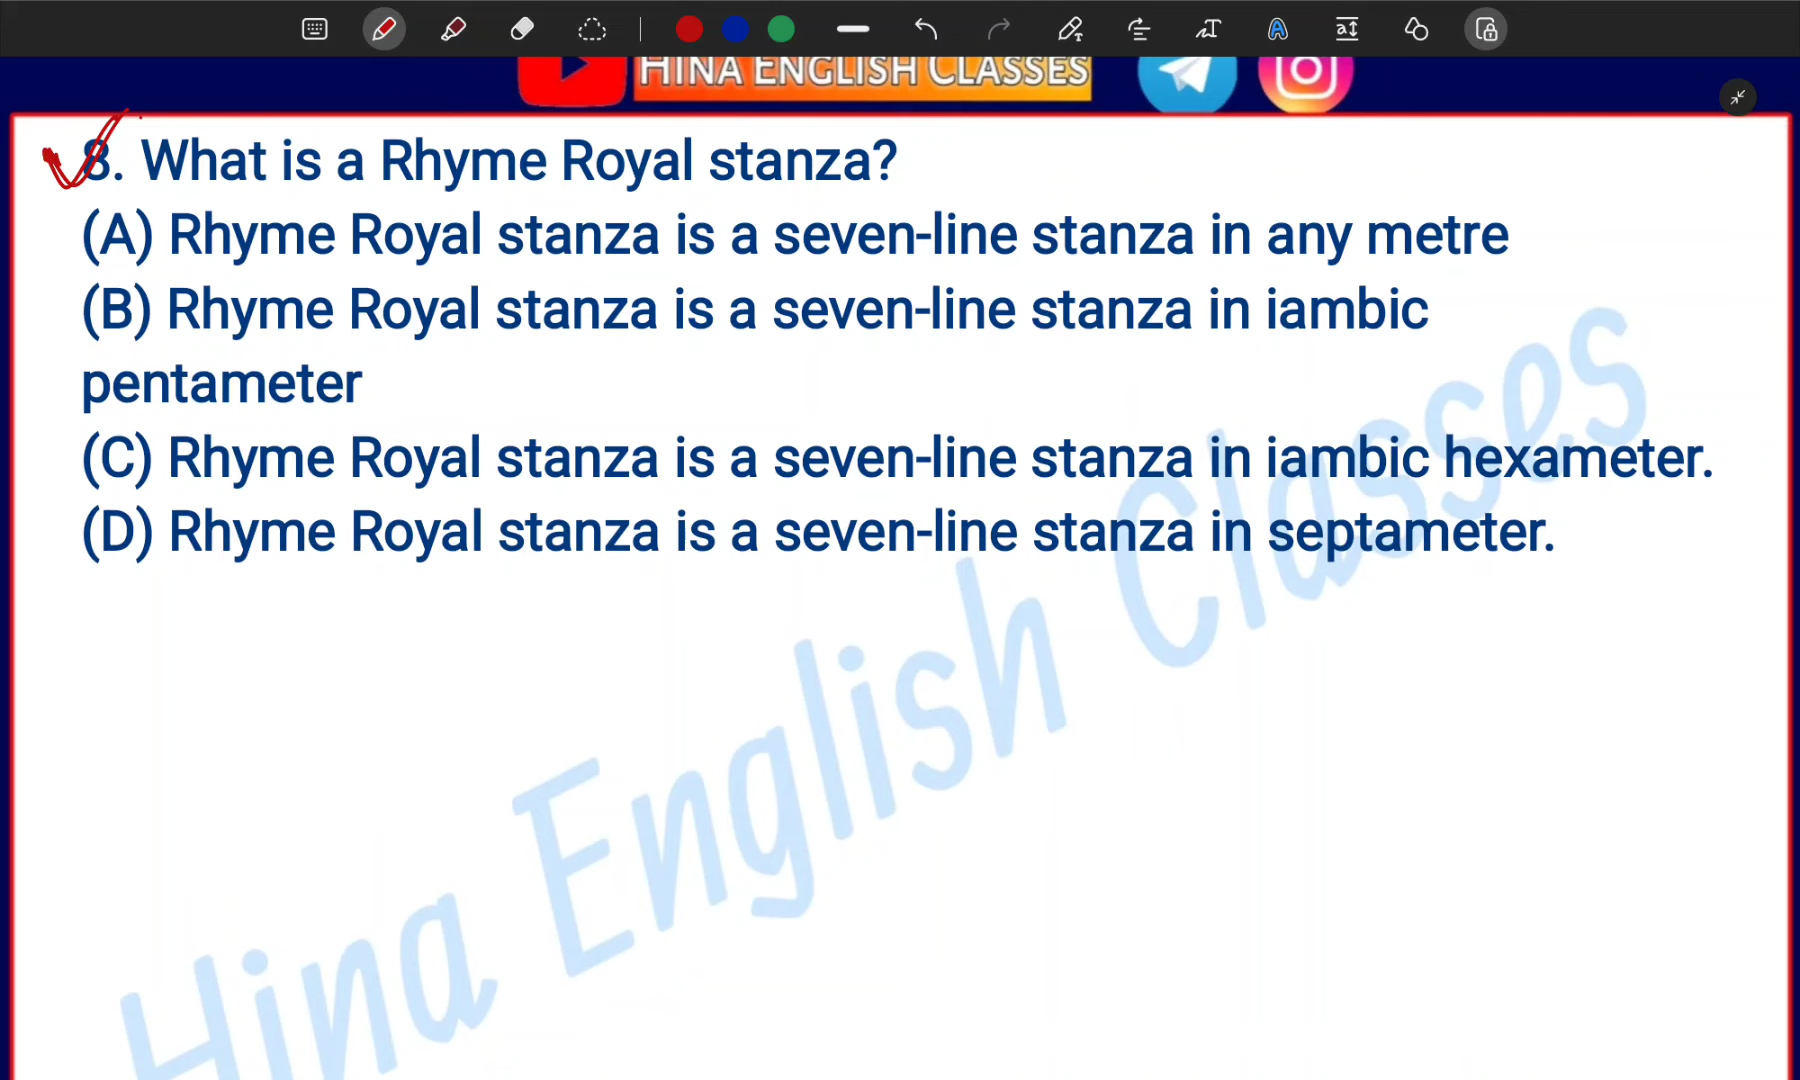 HINA ENGLISH CLASSES
8. What is a Rhyme Royal stanza?
(A) Rhyme Royal stanza is a seven-line stanza in any metre
(B) Rhyme Royal stanza is a seven-line stanza in iambic
pentameter
(C) Rhyme Royal stanza is a seven-line stanza in iambic hexameter.
(D) Rhyme Royal stanza is a seven-line stanza in septameter.
Hina English Classes